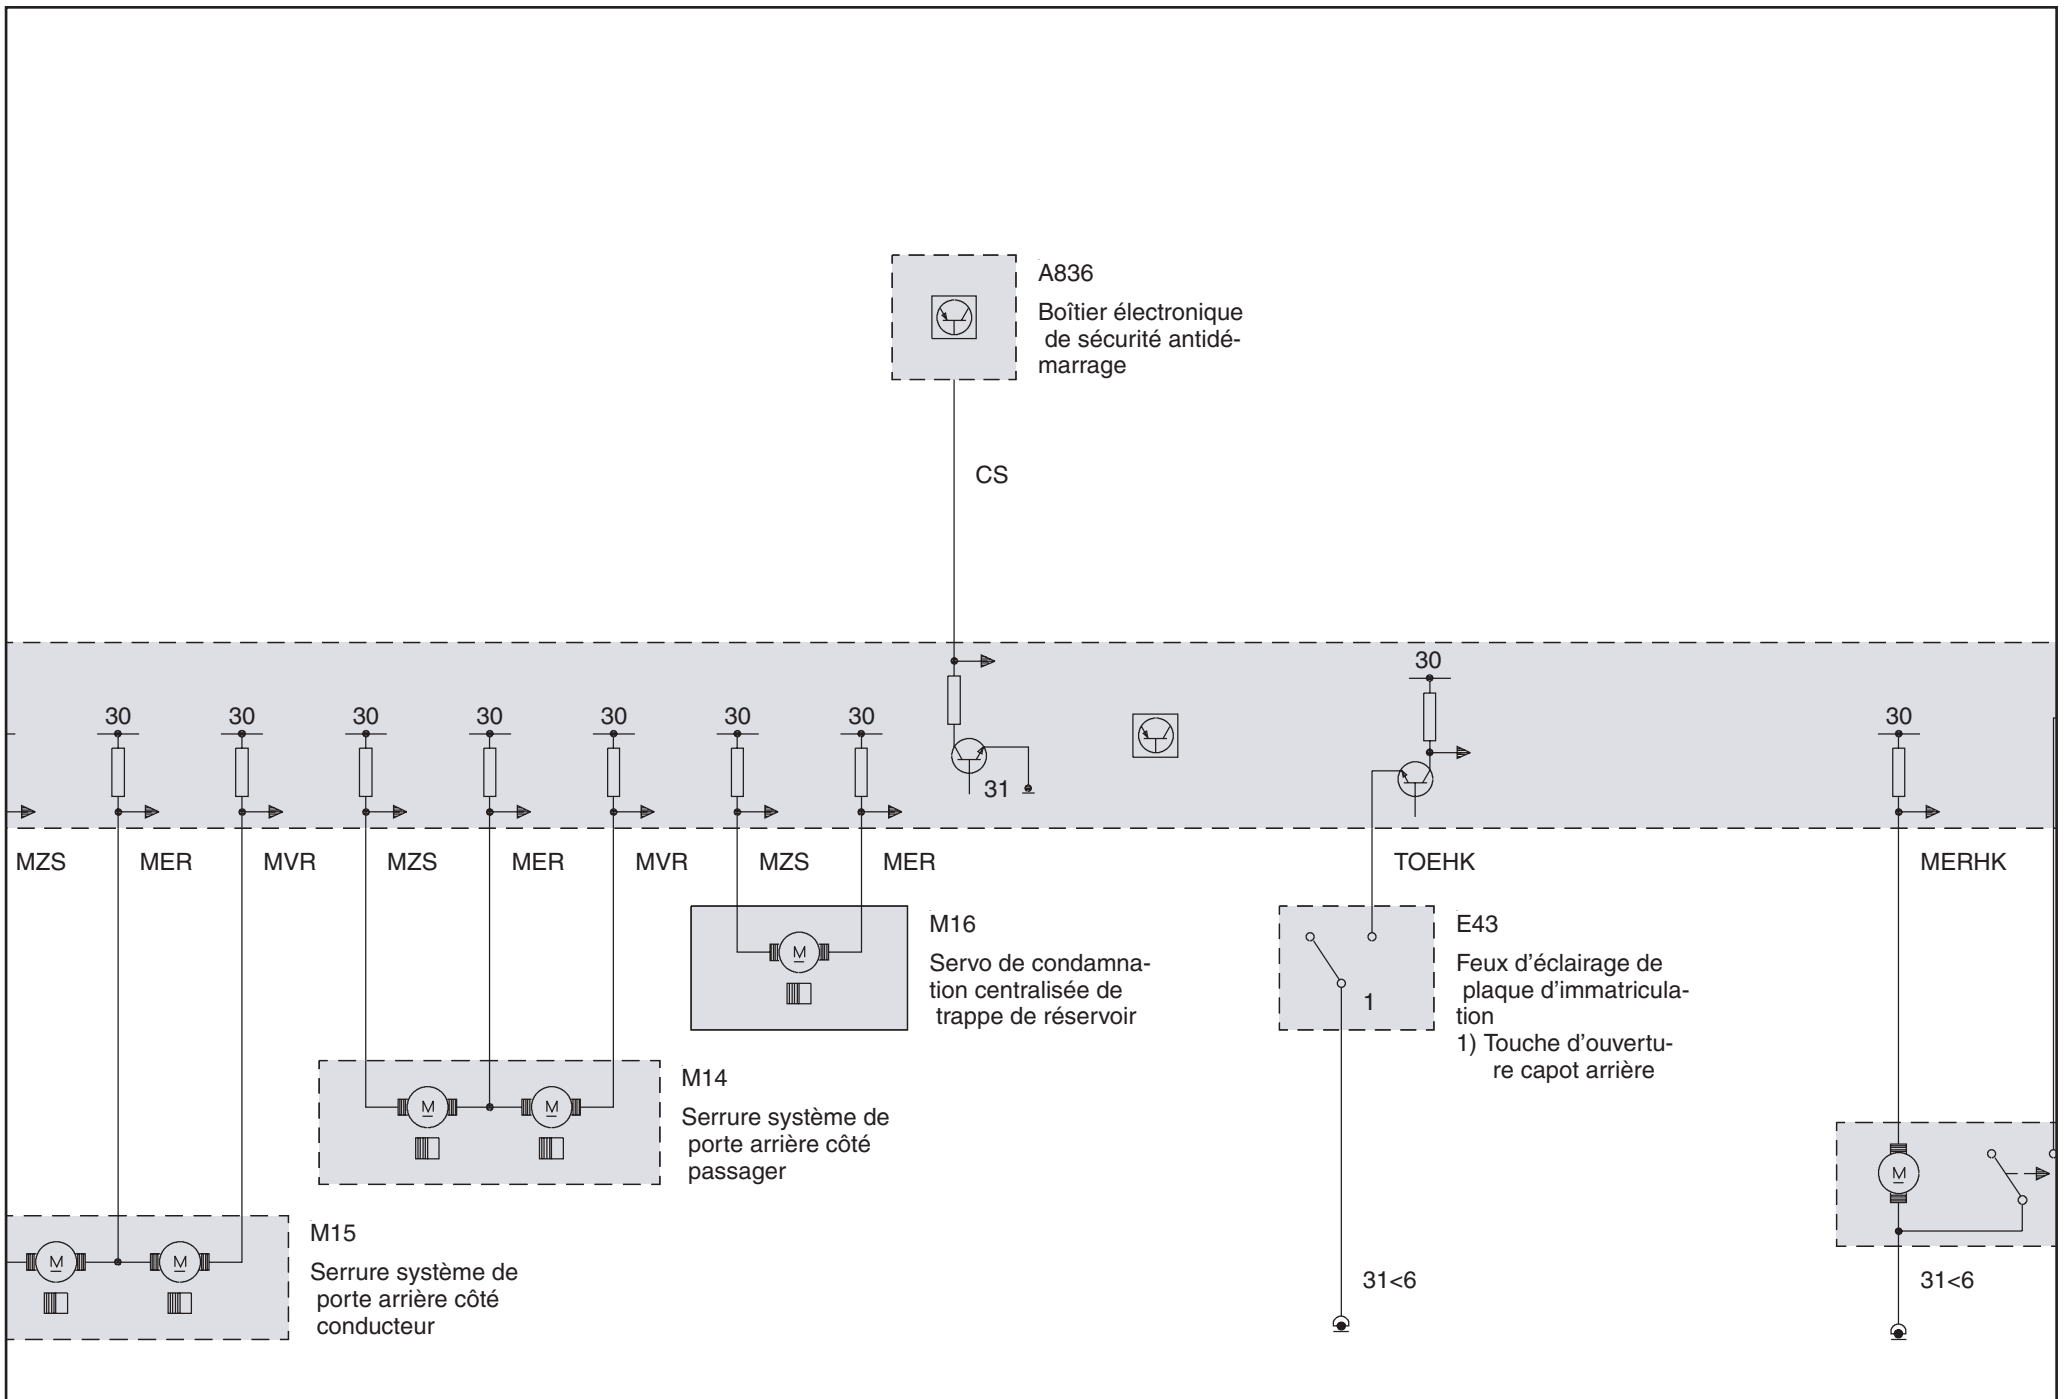 A836
Boîtier électronique
de sécurité antidé-
marrage
CS
30
30
30
30
30
30
30
30
30
31
MZS
MER
MVR
MZS
MER
MVR
MZS
MER
TOEHK
MERHK
M16
Servo de condamna-
tion centralisée de
trappe de réservoir
M
E43
Feux d'éclairage de
plaque d'immatricula-
tion
1) Touche d'ouvertu-
re capot arrière
1
M14
Serrure système de
porte arrière côté
passager
M
M
M
M15
Serrure système de
porte arrière côté
conducteur
M
M
31<6
31<6